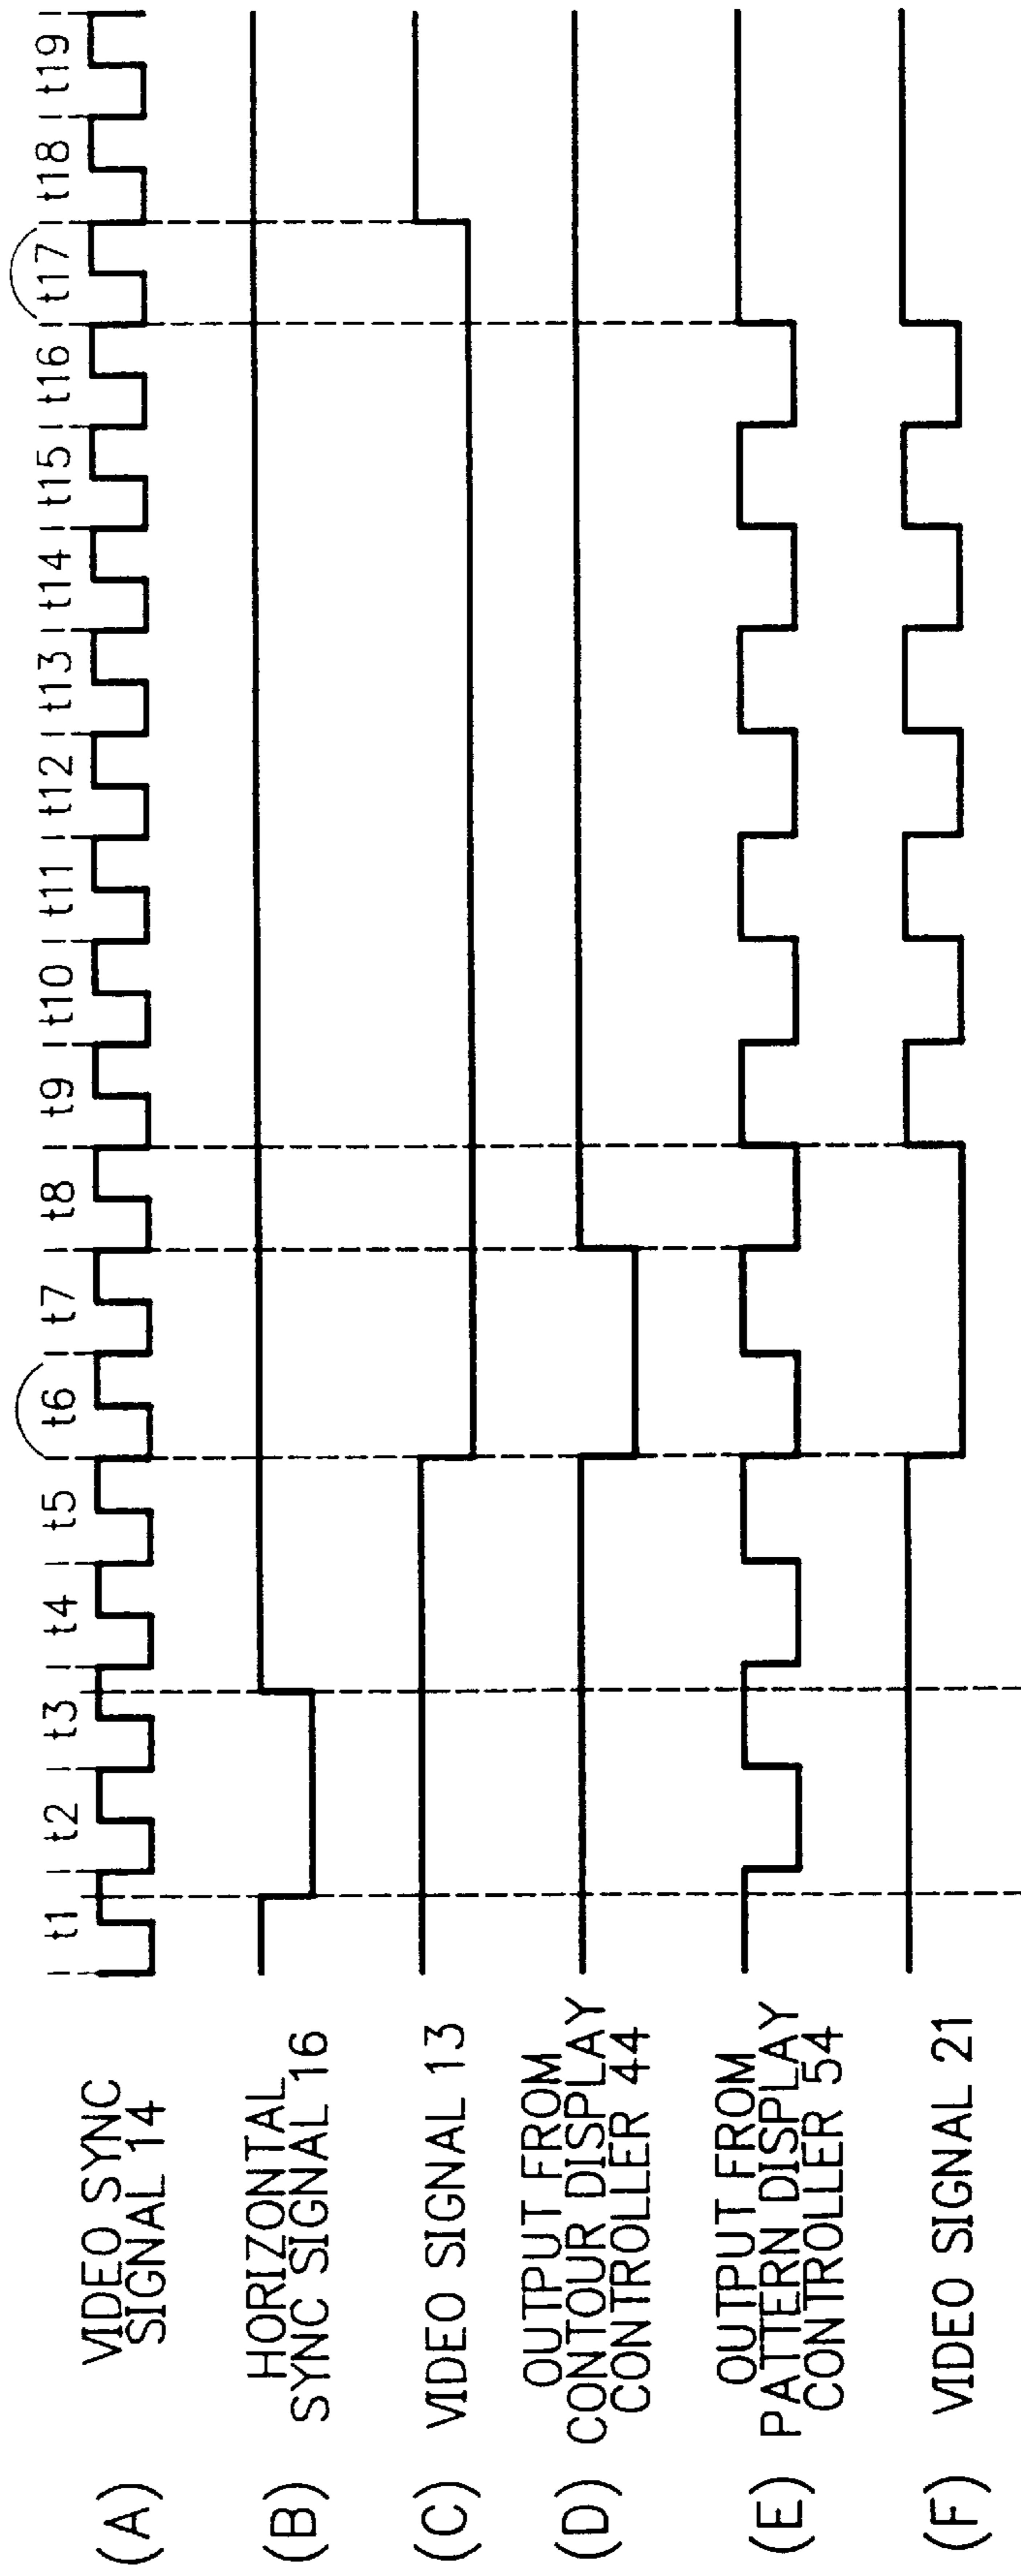 t1 t2 t3 t4 t5 t6 t7 t8 t9 t10 t11 t12 t13 t14 t15 t16 t17 t18 t19
(A) VIDEO SYNC
SIGNAL 14
(B) HORIZONTAL
SYNC SIGNAL 16
(C) VIDEO SIGNAL 13
(D) OUTPUT FROM
CONTOUR DISPLAY
CONTROLLER 44
(E) OUTPUT FROM
PATTERN DISPLAY
CONTROLLER 54
(F) VIDEO SIGNAL 21